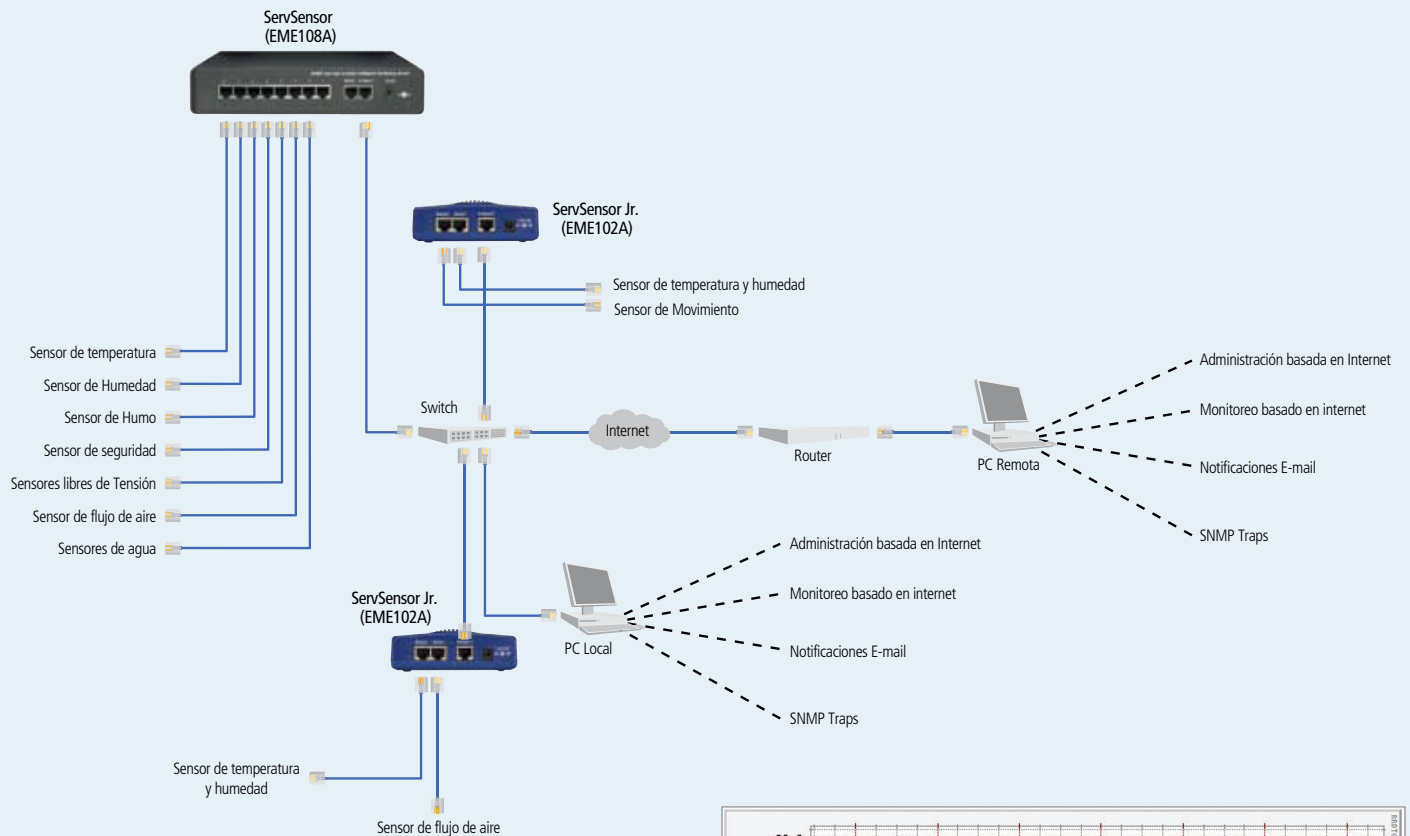 ServSensor
(EME108A)
ServSensor Jr.
(EME102A)
Sensor de temperatura y humedad
Sensor de Movimiento
Sensor de temperatura
Sensor de Humedad
Sensor de Humo
Sensor de seguridad
Sensores libres de Tensión
Sensor de flujo de aire
Sensores de agua
Switch
Internet
Router
PC Remota
Administración basada en Internet
Monitoreo basado en internet
Notificaciones E-mail
SNMP Traps
Administración basada en Internet
Monitoreo basado en internet
Notificaciones E-mail
SNMP Traps
PC Local
ServSensor Jr.
(EME102A)
Sensor de temperatura
y humedad
Sensor de flujo de aire